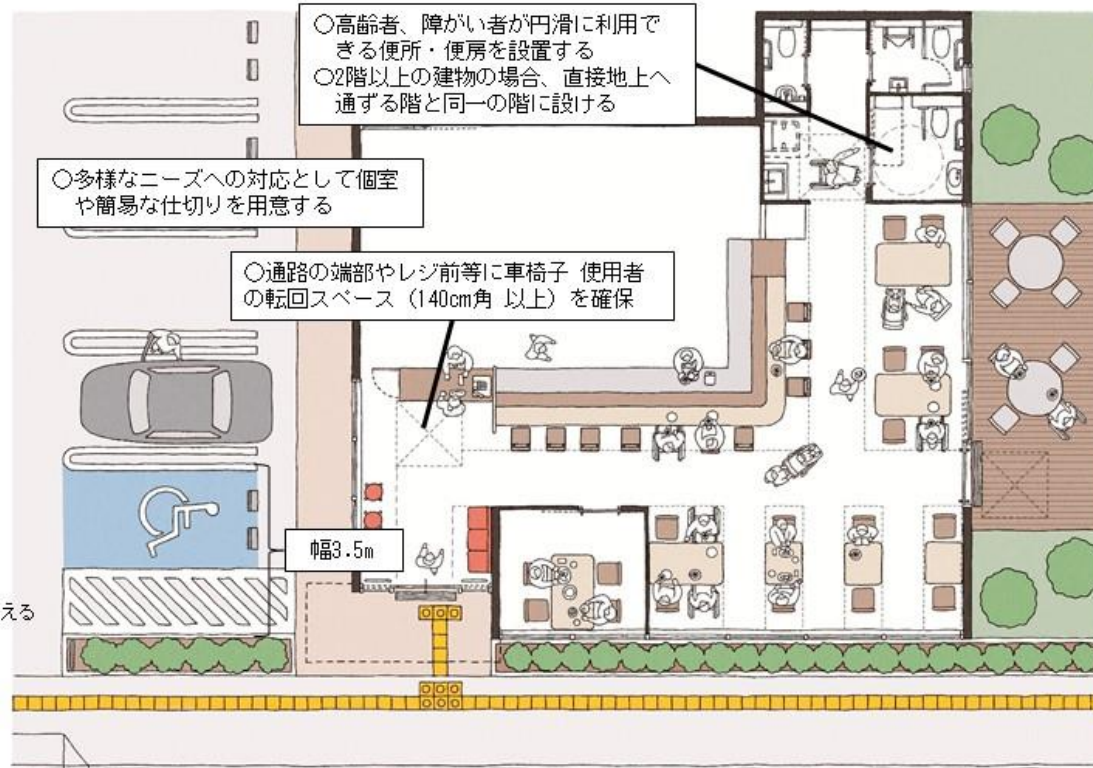 ○高齢者、障がい者が円滑に利用で
きる便所・便房を設置する
○2階以上の建物の場合、直接地上へ
通ずる階と同一の階に設ける
○多様なニーズへの対応として個室
や簡易な仕切りを用意する
○通路の端部やレジ前等に車椅子 使用者
の転回スペース（140cm角 以上）を確保
幅3.5m
える